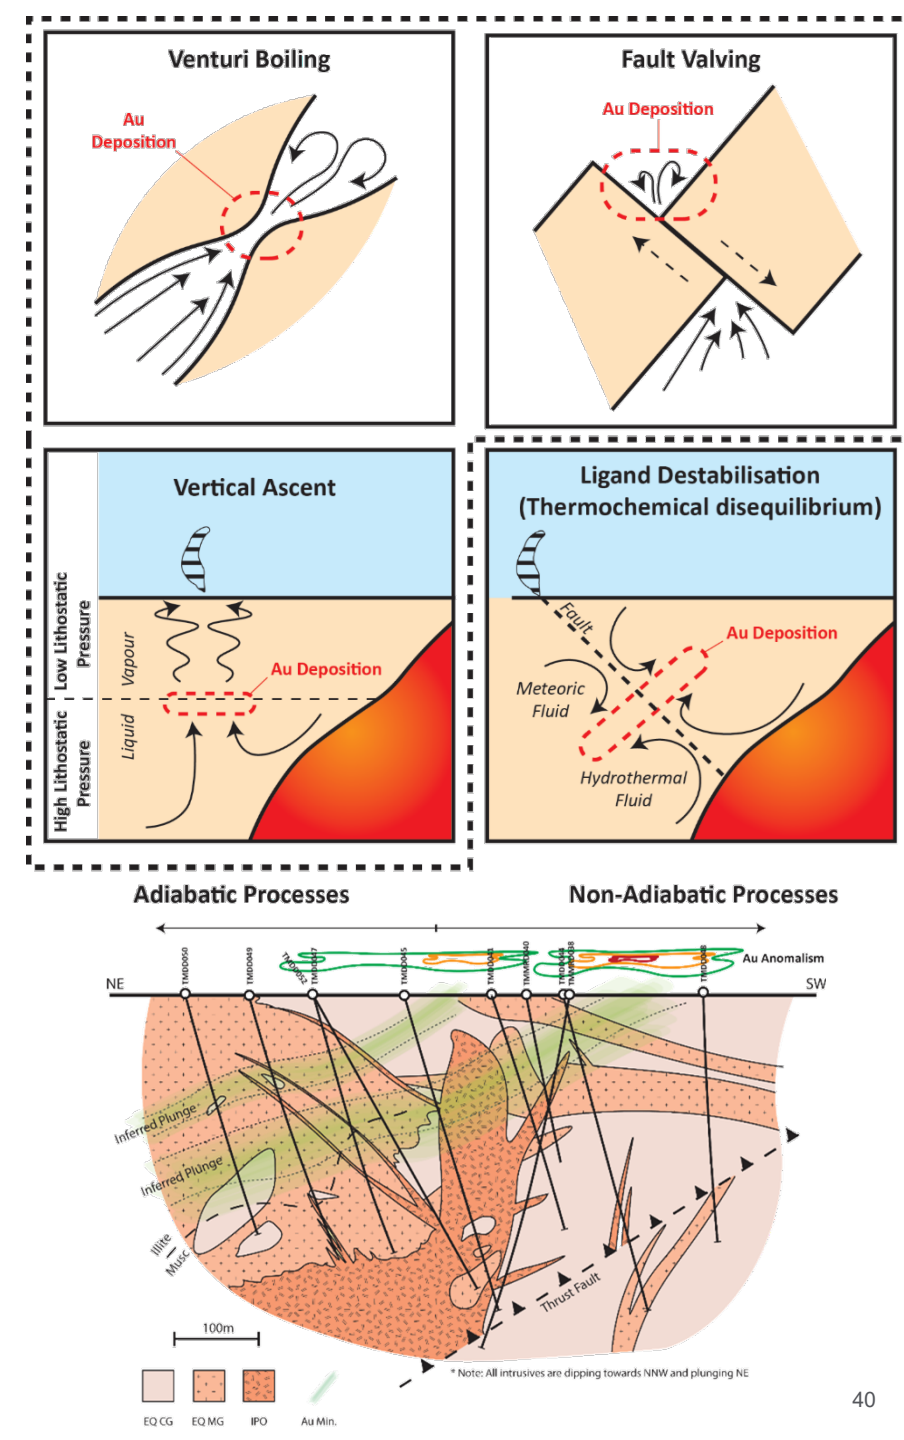 Venturi Boiling
Au
Deposition
Fault Valving
Au Deposition
Vertical Ascent
Low Lithostatic
Pressure
Vapour
Au Deposition
High Lithostatic
Pressure
Liquid
Ligand Destabilisation
(Thermochemical disequilibrium)
Fault
Au Deposition
Meteoric
Fluid
Hydrothermal
Fluid
Adiabatic Processes
Non-Adiabatic Processes
TMDD050
TMDD049
TMDD052
TMDD047
TMDD045
TMDD041
Au Anomalism
NE
SW
Inferred Plunge
Inferred Plunge
Illite
Musc
Thrust Fault
100m
* Note: All intrusives are dipping towards NNW and plunging NE
EQ CG
EQ MG
IPO
Au Min.
40